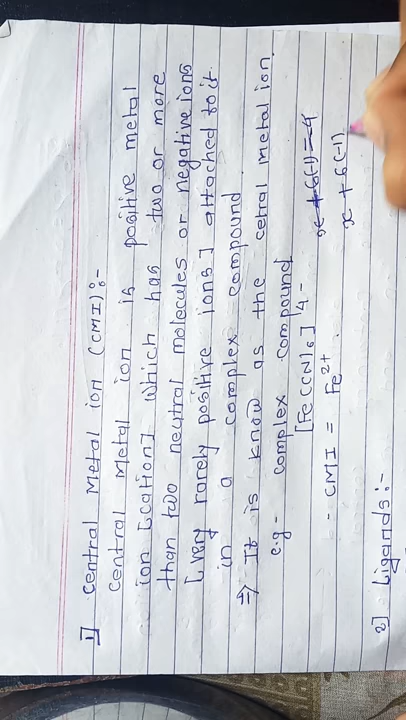 1] Central Metal ion (CMI):-
Central metal ion is positive metal
ion [cation] which has two or more
than two neutral molecules or negative ions
[very rarely positive ions] attached to it
in a complex compound.
⇒ It is know as the cetral metal ion.
e.g- complex compound
[Fe(CN)6]4-
x + 6(-1) = -4
- CMI = Fe2+
x + 6(-1)
2] Ligands:-